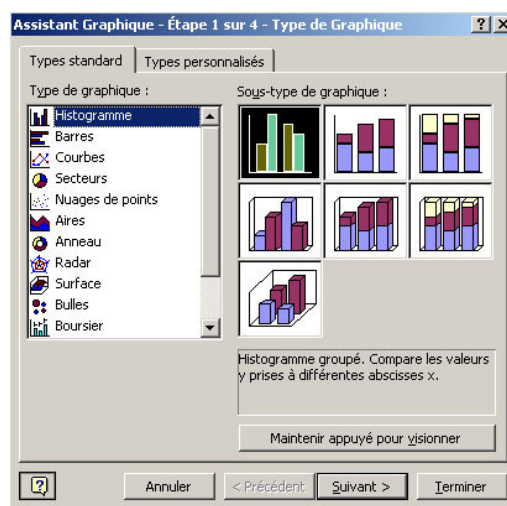 Assistant Graphique - Étape 1 sur 4 - Type de Graphique
Types standard
Types personnalisés
Type de graphique :
Sous-type de graphique :
Histogramme
Barres
Courbes
Secteurs
Nuages de points
Aires
Anneau
Radar
Surface
Bulles
Boursier
Histogramme groupé. Compare les valeurs
y prises à différentes abscisses x.
Maintenir appuyé pour visionner
Annuler
< Précédent
Suivant >
Terminer